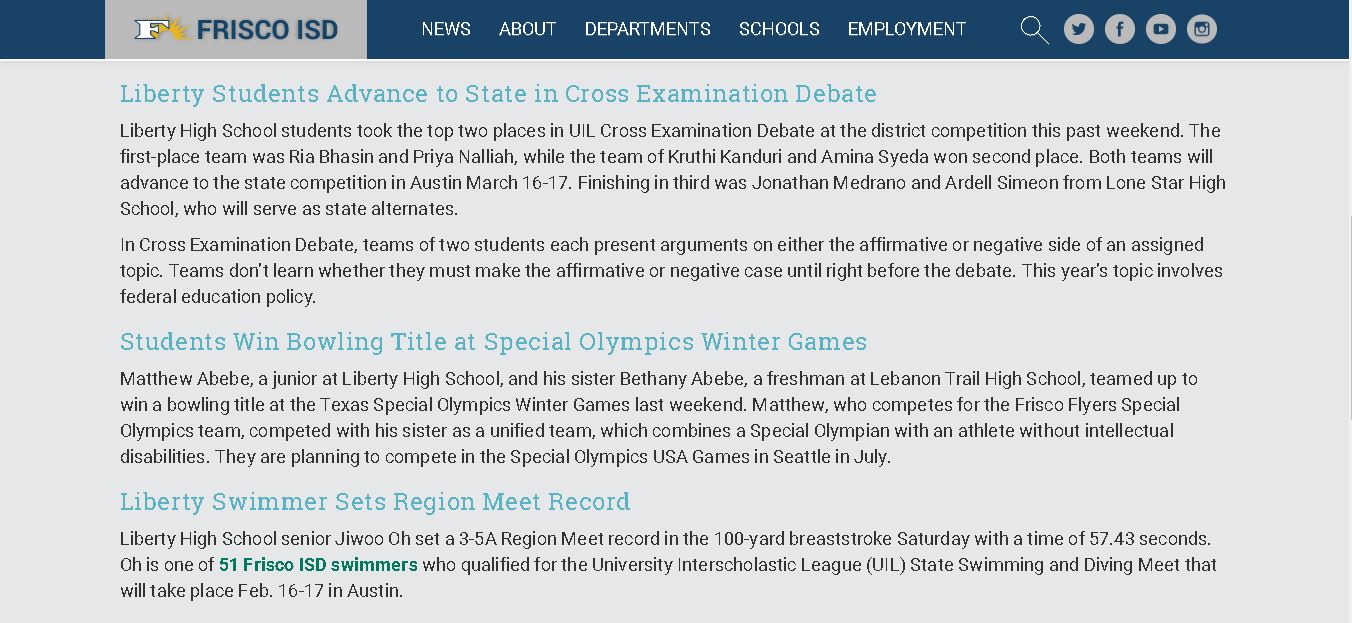 FRISCO ISD NEWS ABOUT DEPARTMENTS SCHOOLS EMPLOYMENT
Liberty Students Advance to State in Cross Examination Debate
Liberty High School students took the top two places in UIL Cross Examination Debate at the district competition this past weekend. The
first-place team was Ria Bhasin and Priya Nalliah, while the team of Kruthi Kanduri and Amina Syeda won second place. Both teams will
advance to the state competition in Austin March 16-17. Finishing in third was Jonathan Medrano and Ardell Simeon from Lone Star High
School, who will serve as state alternates.
In Cross Examination Debate, teams of two students each present arguments on either the affirmative or negative side of an assigned
topic. Teams don't learn whether they must make the affirmative or negative case until right before the debate. This year's topic involves
federal education policy.
Students Win Bowling Title at Special Olympics Winter Games
Matthew Abebe, a junior at Liberty High School, and his sister Bethany Abebe, a freshman at Lebanon Trail High School, teamed up to
win a bowling title at the Texas Special Olympics Winter Games last weekend. Matthew, who competes for the Frisco Flyers Special
Olympics team, competed with his sister as a unified team, which combines a Special Olympian with an athlete without intellectual
disabilities. They are planning to compete in the Special Olympics USA Games in Seattle in July.
Liberty Swimmer Sets Region Meet Record
Liberty High School senior Jiwoo Oh set a 3-5A Region Meet record in the 100-yard breaststroke Saturday with a time of 57.43 seconds.
Oh is one of 51 Frisco ISD swimmers who qualified for the University Interscholastic League (UIL) State Swimming and Diving Meet that
will take place Feb. 16-17 in Austin.